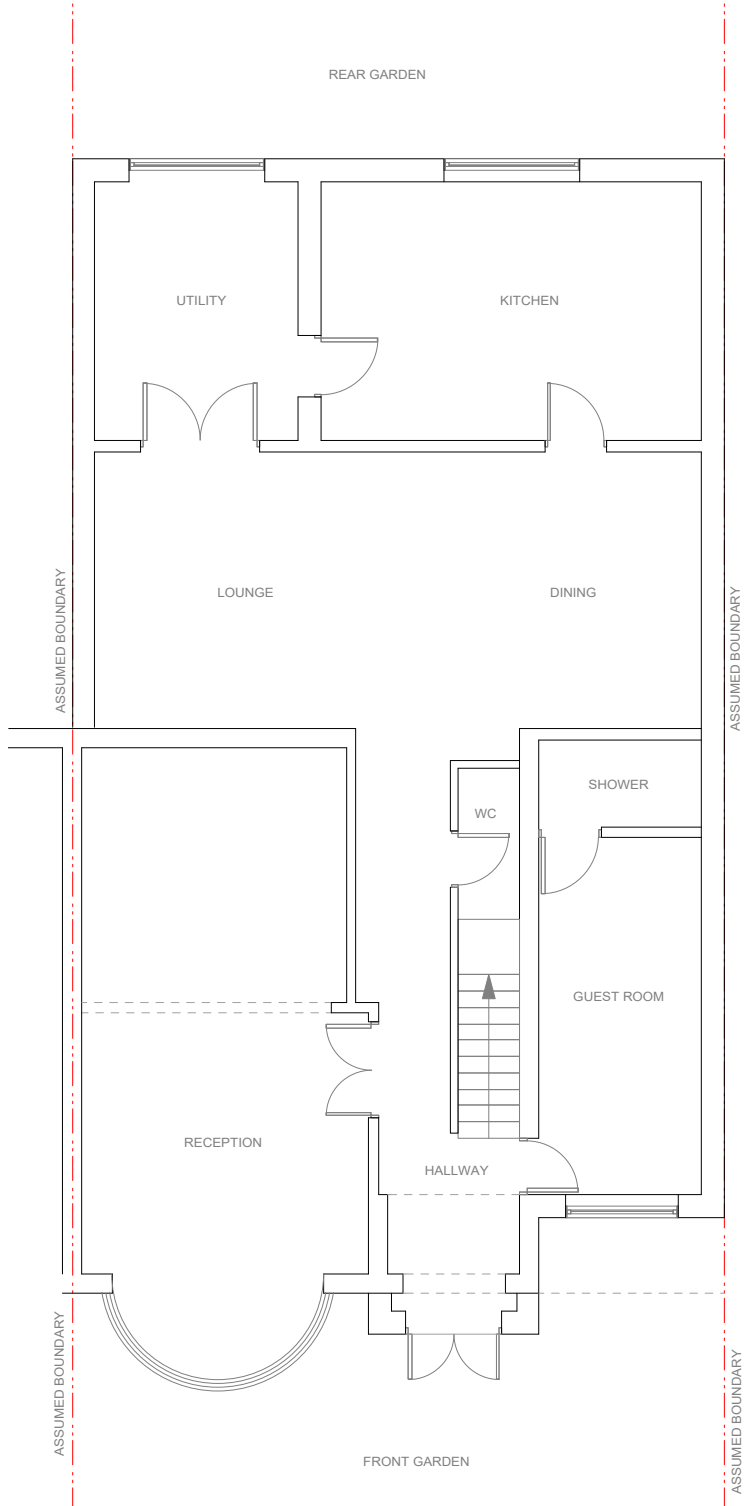 REAR GARDEN
UTILITY
KITCHEN
ASSUMED BOUNDARY
LOUNGE
DINING
ASSUMED BOUNDARY
SHOWER
WC
GUEST ROOM
RECEPTION
HALLWAY
ASSUMED BOUNDARY
ASSUMED BOUNDARY
FRONT GARDEN